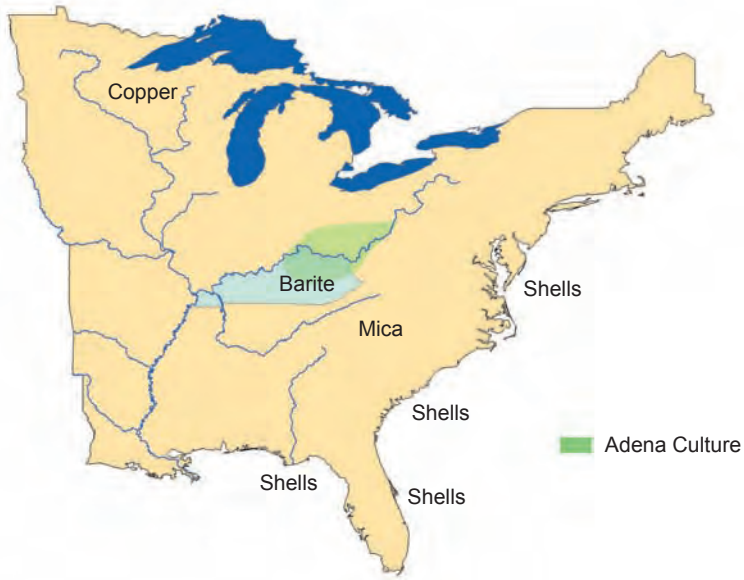 Copper
Barite
Shells
Mica
Shells
Adena Culture
Shells
Shells